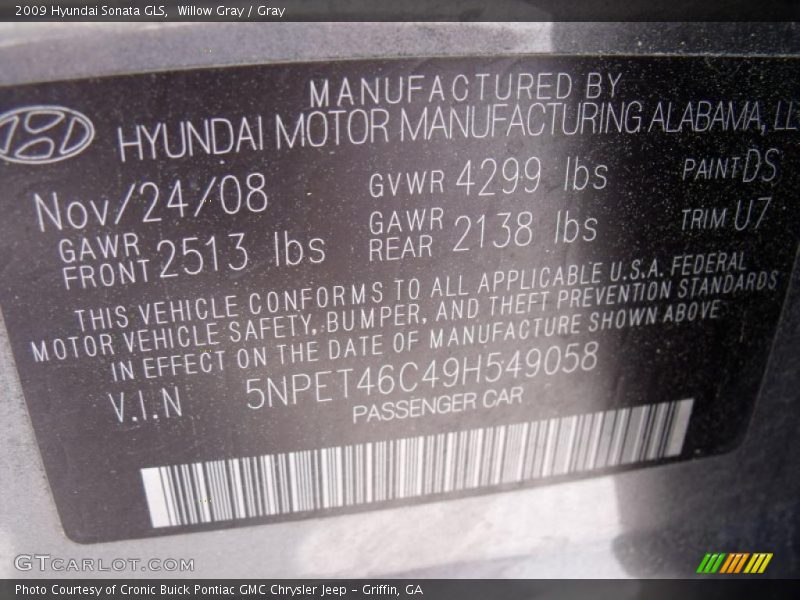 2009 Hyundai Sonata GLS, Willow Gray / Gray
MANUFACTURED BY
HYUNDAI MOTOR MANUFACTURING ALABAMA, LL
Nov/24/08 GVWR 4299 lbs PAINT DS
GAWR FRONT 2513 lbs GAWR REAR 2138 lbs TRIM U7
THIS VEHICLE CONFORMS TO ALL APPLICABLE U.S.A. FEDERAL
MOTOR VEHICLE SAFETY, BUMPER, AND THEFT PREVENTION STANDARDS
IN EFFECT ON THE DATE OF MANUFACTURE SHOWN ABOVE
V.I.N 5NPET46C49H549058
PASSENGER CAR
GTCARLOT.COM
Photo Courtesy of Cronic Buick Pontiac GMC Chrysler Jeep - Griffin, GA